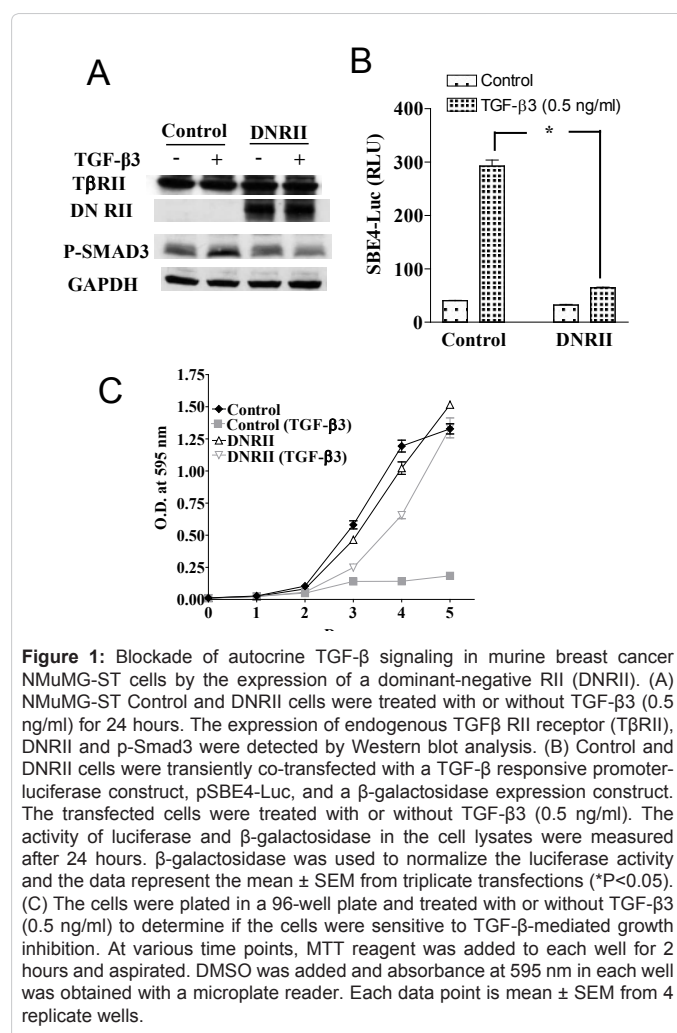 A
Control DNRII
TGF-β3 - + - +
TβRII
DN RII
P-SMAD3
GAPDH
B
Control
TGF-β3 (0.5 ng/ml)
SBE4-Luc (RLU)
400
300
200
100
0
*
Control DNRII
C
Control
Control (TGF-β3)
DNRII
DNRII (TGF-β3)
O.D. at 595 nm
1.75
1.50
1.25
1.00
0.75
0.50
0.25
0.00
0 1 2 3 4 5
Figure 1: Blockade of autocrine TGF-β signaling in murine breast cancer
NMuMG-ST cells by the expression of a dominant-negative RII (DNRII). (A)
NMuMG-ST Control and DNRII cells were treated with or without TGF-β3 (0.5
ng/ml) for 24 hours. The expression of endogenous TGFβ RII receptor (TβRII),
DNRII and p-Smad3 were detected by Western blot analysis. (B) Control and
DNRII cells were transiently co-transfected with a TGF-β responsive promoter-
luciferase construct, pSBE4-Luc, and a β-galactosidase expression construct.
The transfected cells were treated with or without TGF-β3 (0.5 ng/ml). The
activity of luciferase and β-galactosidase in the cell lysates were measured
after 24 hours. β-galactosidase was used to normalize the luciferase activity
and the data represent the mean ± SEM from triplicate transfections (*P<0.05).
(C) The cells were plated in a 96-well plate and treated with or without TGF-β3
(0.5 ng/ml) to determine if the cells were sensitive to TGF-β-mediated growth
inhibition. At various time points, MTT reagent was added to each well for 2
hours and aspirated. DMSO was added and absorbance at 595 nm in each well
was obtained with a microplate reader. Each data point is mean ± SEM from 4
replicate wells.